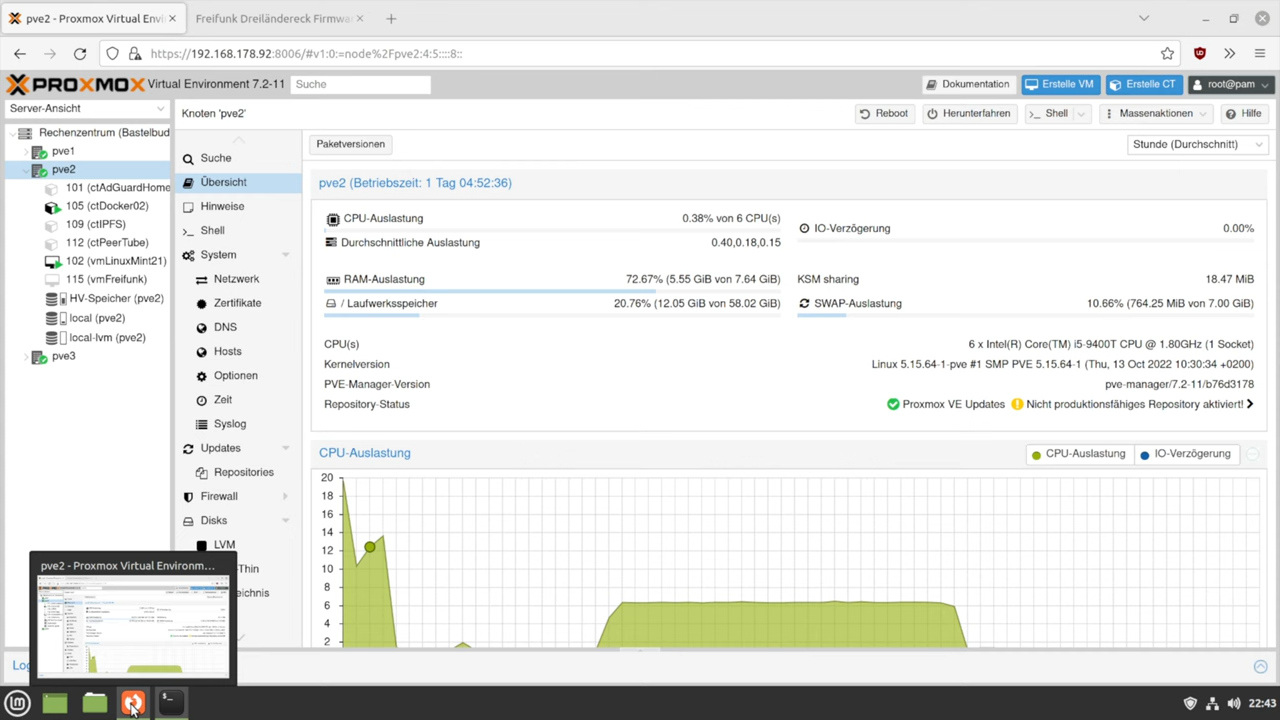 pve2 - Proxmox Virtual Envi
Freifunk Dreiländereck Firmwa
https://192.168.178.92:8006/#v1:0:=node%2Fpve2:4:5::::8::
PROXMOX Virtual Environment 7.2-11 Suche
Dokumentation Erstelle VM Erstelle CT root@pam
Server-Ansicht
Rechenzentrum (Bastelbud
pve1
pve2
101 (ctAdGuardHome
105 (ctDocker02)
109 (ctIPFS)
112 (ctPeerTube)
102 (vmLinuxMint21)
115 (vmFreifunk)
HV-Speicher (pve2)
local (pve2)
local-lvm (pve2)
pve3
Knoten 'pve2'
Reboot Herunterfahren >_ Shell Massenaktionen Hilfe
Suche
Übersicht
Hinweise
>_ Shell
System
Netzwerk
Zertifikate
DNS
Hosts
Optionen
Zeit
Syslog
Updates
Repositories
Firewall
Disks
LVM
-Thin
eichnis
Paketversionen
Stunde (Durchschnitt)
pve2 (Betriebszeit: 1 Tag 04:52:36)
CPU-Auslastung 0.38% von 6 CPU(s)
IO-Verzögerung 0.00%
Durchschnittliche Auslastung 0.40,0.18,0.15
RAM-Auslastung 72.67% (5.55 GiB von 7.64 GiB)
KSM sharing 18.47 MiB
/ Laufwerksspeicher 20.76% (12.05 GiB von 58.02 GiB)
SWAP-Auslastung 10.66% (764.25 MiB von 7.00 GiB)
CPU(s) 6 x Intel(R) Core(TM) i5-9400T CPU @ 1.80GHz (1 Socket)
Kernelversion Linux 5.15.64-1-pve #1 SMP PVE 5.15.64-1 (Thu, 13 Oct 2022 10:30:34 +0200)
PVE-Manager-Version pve-manager/7.2-11/b76d3178
Repository-Status Proxmox VE Updates Nicht produktionsfähiges Repository aktiviert!
CPU-Auslastung
CPU-Auslastung IO-Verzögerung
20
18
16
14
12
10
8
6
4
2
pve2 - Proxmox Virtual Environm...
Log
22:43